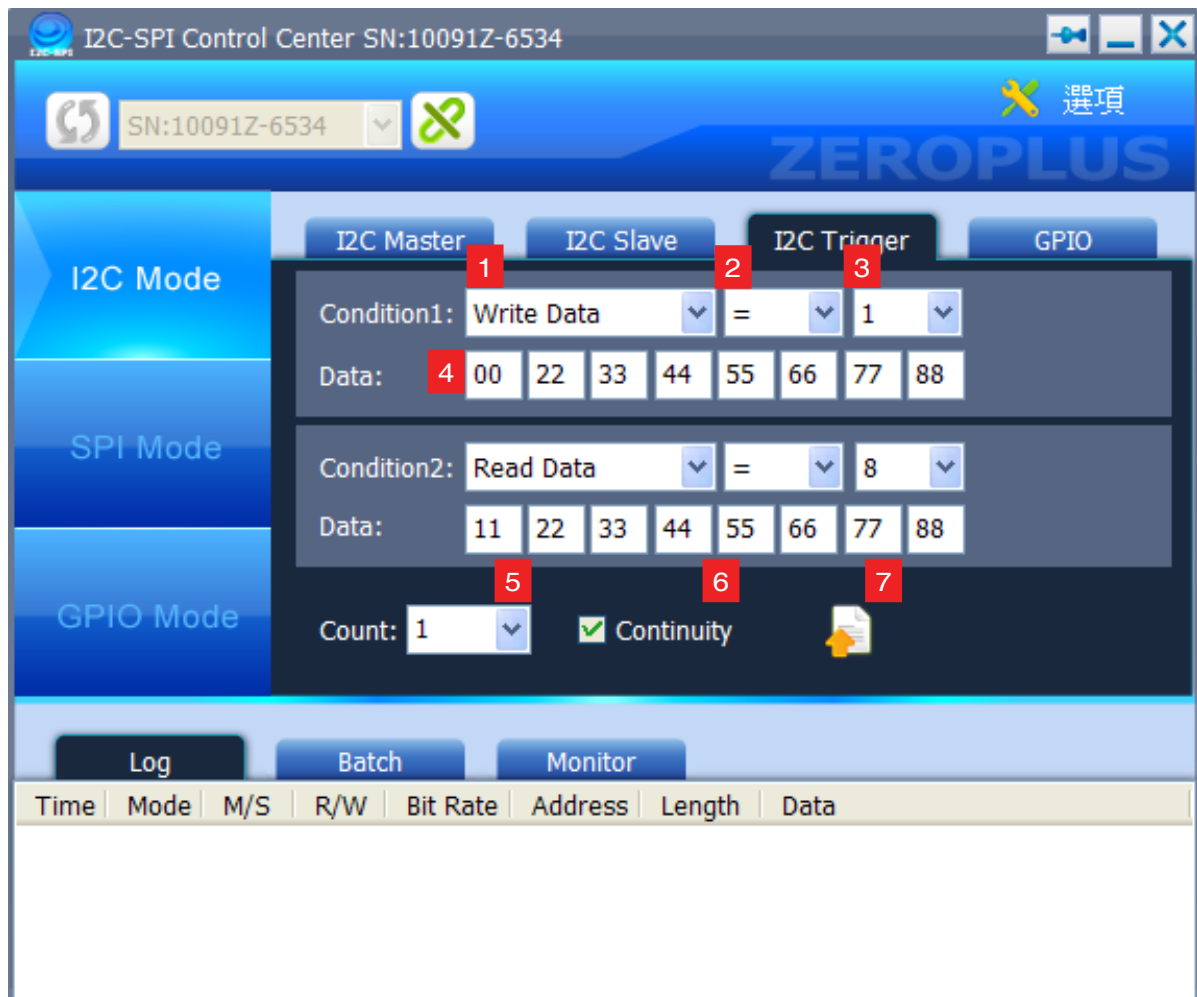 I2C-SPI Control Center SN:10091Z-6534
SN:10091Z-6534
選項
ZEROPLUS
I2C Master I2C Slave I2C Trigger GPIO
I2C Mode
1 2 3
Condition1: Write Data = 1
Data: 4 00 22 33 44 55 66 77 88
SPI Mode
Condition2: Read Data = 8
Data: 11 22 33 44 55 66 77 88
5 6 7
GPIO Mode
Count: 1 Continuity
Log Batch Monitor
Time Mode M/S R/W Bit Rate Address Length Data